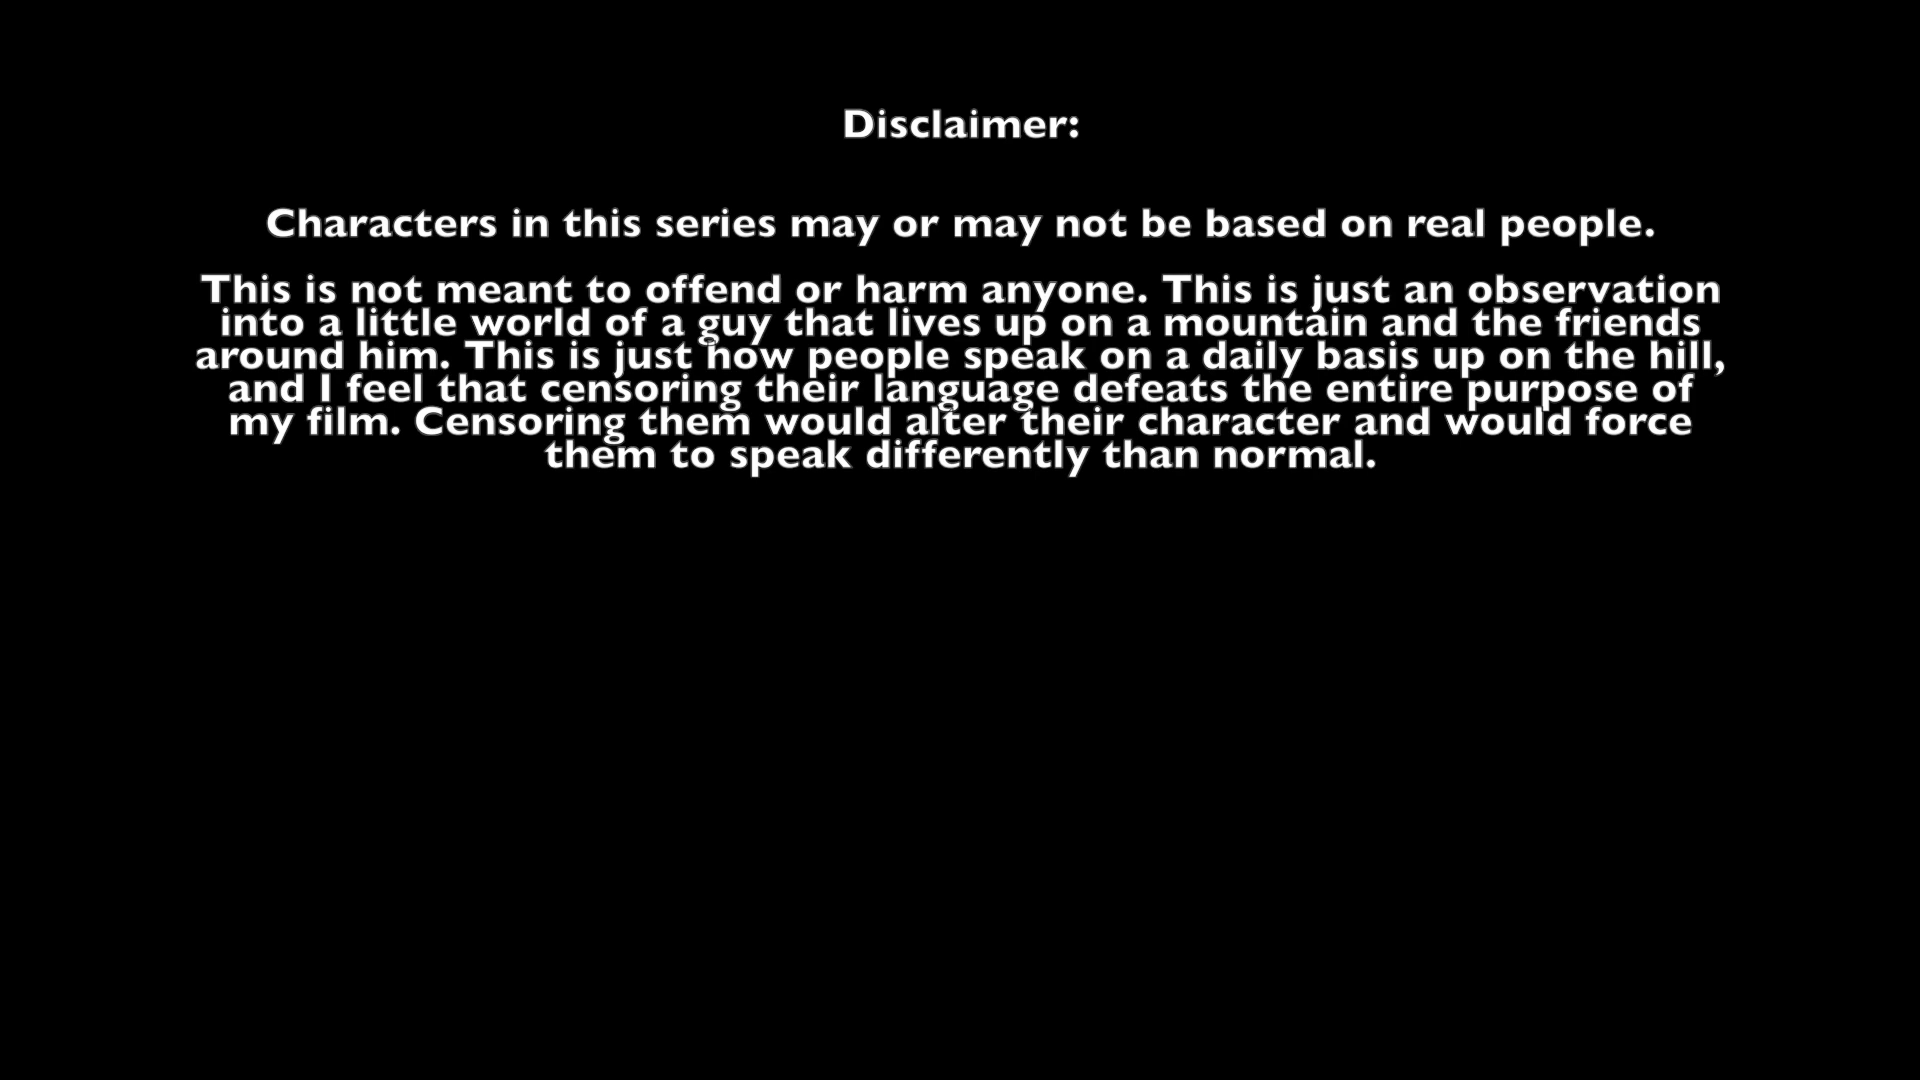 Disclaimer:
Characters in this series may or may not be based on real people.
This is not meant to offend or harm anyone. This is just an observation
into a little world of a guy that lives up on a mountain and the friends
around him. This is just how people speak on a daily basis up on the hill,
and I feel that censoring their language defeats the entire purpose of
my film. Censoring them would alter their character and would force
them to speak differently than normal.